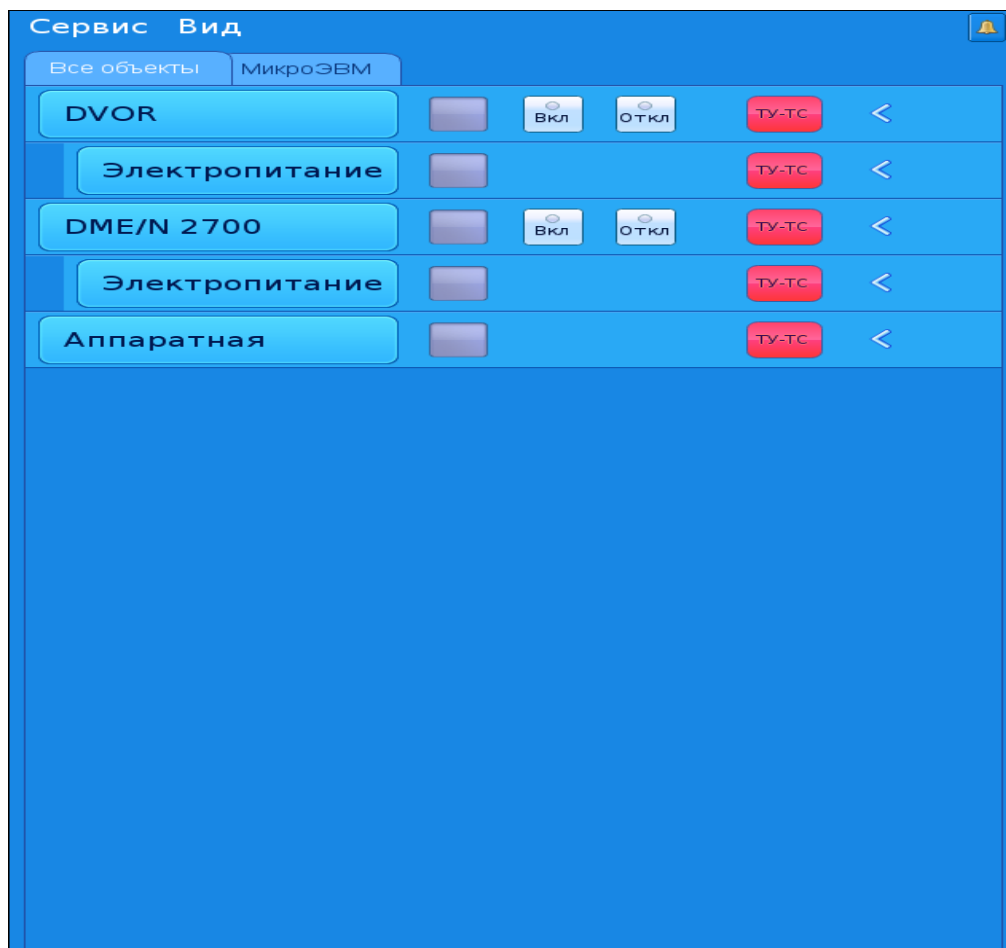 Сервис Вид
Все объекты МикроЭВМ
DVOR Вкл Откл ТУ-ТС
Электропитание ТУ-ТС
DME/N 2700 Вкл Откл ТУ-ТС
Электропитание ТУ-ТС
Аппаратная ТУ-ТС